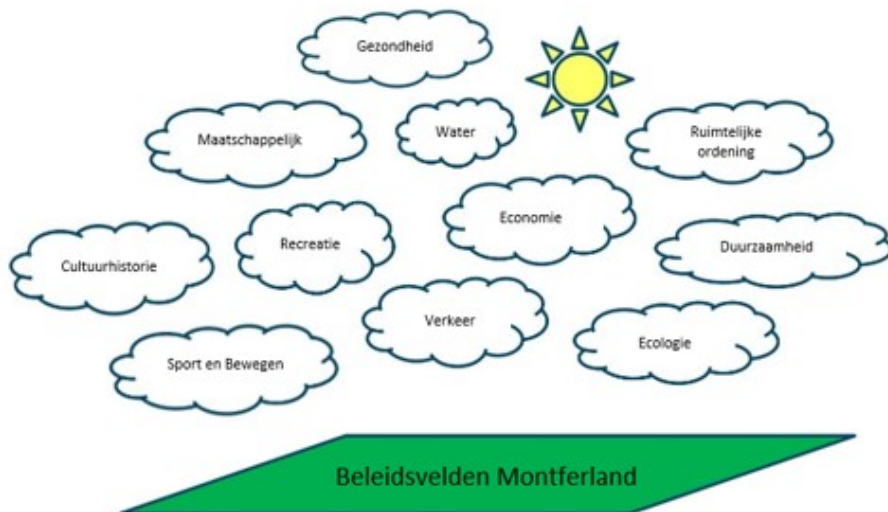 Gezondheid
Maatschappelijk
Water
Ruimtelijke
ordening
Economie
Recreatie
Duurzaamheid
Cultuurhistorie
Verkeer
Ecologie
Sport en Bewegen
Beleidsvelden Montferland